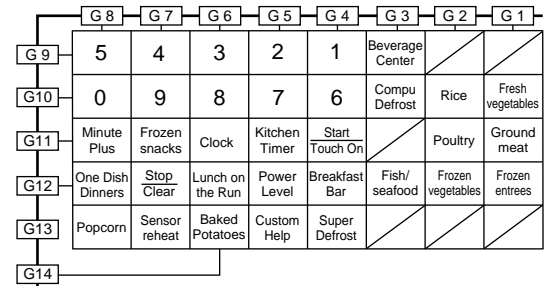 G 8 G 7 G 6 G 5 G 4 G 3 G 2 G 1
G 9 5 4 3 2 1 Beverage Center
G10 0 9 8 7 6 Compu Defrost Rice Fresh vegetables
G11 Minute Plus Frozen snacks Clock Kitchen Timer Start Touch On Poultry Ground meat
G12 One Dish Dinners Stop Clear Lunch on the Run Power Level Breakfast Bar Fish/ seafood Frozen vegetables Frozen entrees
G13 Popcorn Sensor reheat Baked Potatoes Custom Help Super Defrost
G14